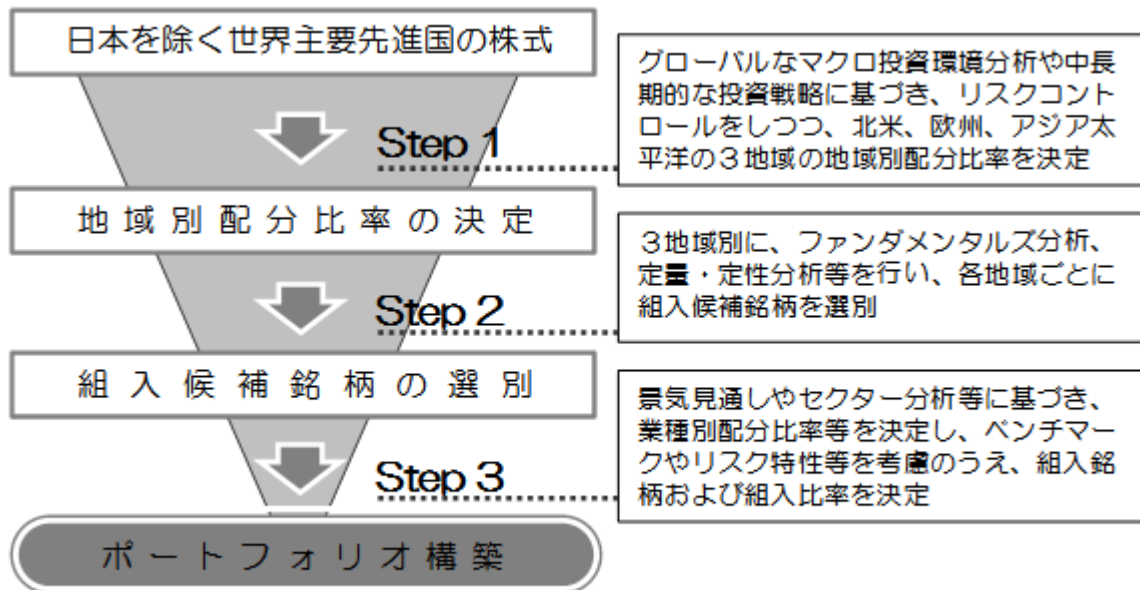 日本を除く世界主要先進国の株式
Step 1
グローバルなマクロ投資環境分析や中長
期的な投資戦略に基づき、リスクコント
ロールをしつつ、北米、欧州、アジア太
平洋の３地域の地域別配分比率を決定
地域別配分比率の決定
Step 2
３地域別に、ファンダメンタルズ分析、
定量・定性分析等を行い、各地域ごとに
組入候補銘柄を選別
組入候補銘柄の選別
Step 3
景気見通しやセクター分析等に基づき、
業種別配分比率等を決定し、ベンチマー
クやリスク特性等を考慮のうえ、組入銘
柄および組入比率を決定
ポートフォリオ構築